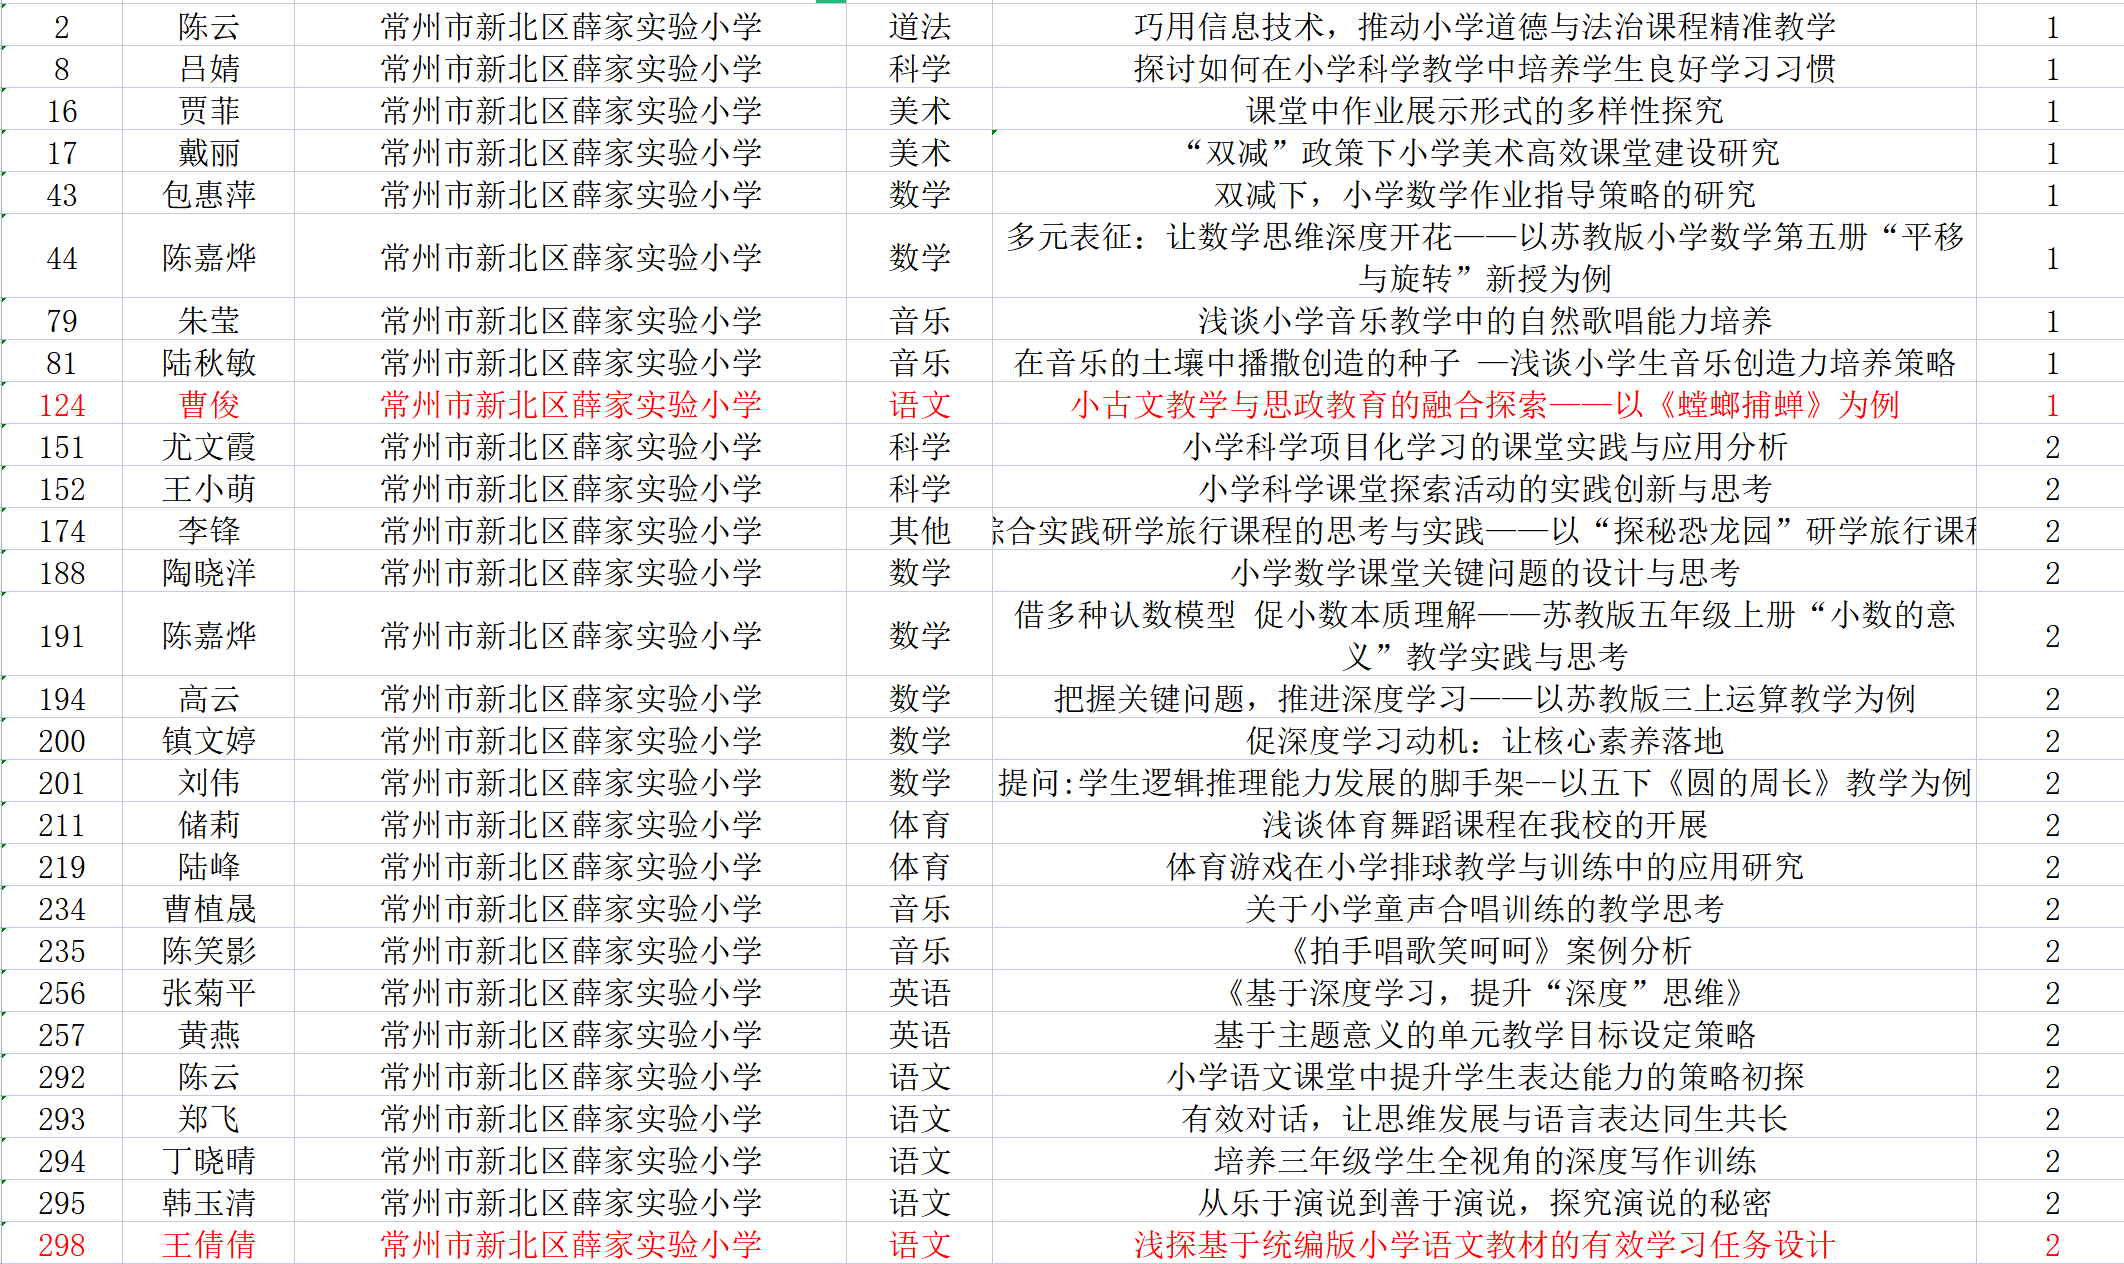 2 陈云 常州市新北区薛家实验小学 道法 巧用信息技术，推动小学道德与法治课程精准教学 1
8 吕婧 常州市新北区薛家实验小学 科学 探讨如何在小学科学教学中培养学生良好学习习惯 1
16 贾菲 常州市新北区薛家实验小学 美术 课堂中作业展示形式的多样性探究 1
17 戴丽 常州市新北区薛家实验小学 美术 “双减”政策下小学美术高效课堂建设研究 1
43 包惠萍 常州市新北区薛家实验小学 数学 双减下，小学数学作业指导策略的研究 1
44 陈嘉烨 常州市新北区薛家实验小学 数学 多元表征：让数学思维深度开花——以苏教版小学数学第五册“平移
与旋转”新授为例 1
79 朱莹 常州市新北区薛家实验小学 音乐 浅谈小学音乐教学中的自然歌唱能力培养 1
81 陆秋敏 常州市新北区薛家实验小学 音乐 在音乐的土壤中播撒创造的种子 —浅谈小学生音乐创造力培养策略 1
124 曹俊 常州市新北区薛家实验小学 语文 小古文教学与思政教育的融合探索——以《螳螂捕蝉》为例 1
151 尤文霞 常州市新北区薛家实验小学 科学 小学科学项目化学习的课堂实践与应用分析 2
152 王小萌 常州市新北区薛家实验小学 科学 小学科学课堂探索活动的实践创新与思考 2
174 李锋 常州市新北区薛家实验小学 其他 综合实践研学旅行课程的思考与实践——以“探秘恐龙园”研学旅行课程 2
188 陶晓洋 常州市新北区薛家实验小学 数学 小学数学课堂关键问题的设计与思考 2
191 陈嘉烨 常州市新北区薛家实验小学 数学 借多种认数模型 促小数本质理解——苏教版五年级上册“小数的意
义”教学实践与思考 2
194 高云 常州市新北区薛家实验小学 数学 把握关键问题，推进深度学习——以苏教版三上运算教学为例 2
200 镇文婷 常州市新北区薛家实验小学 数学 促深度学习动机：让核心素养落地 2
201 刘伟 常州市新北区薛家实验小学 数学 提问:学生逻辑推理能力发展的脚手架--以五下《圆的周长》教学为例 2
211 储莉 常州市新北区薛家实验小学 体育 浅谈体育舞蹈课程在我校的开展 2
219 陆峰 常州市新北区薛家实验小学 体育 体育游戏在小学排球教学与训练中的应用研究 2
234 曹植晟 常州市新北区薛家实验小学 音乐 关于小学童声合唱训练的教学思考 2
235 陈笑影 常州市新北区薛家实验小学 音乐 《拍手唱歌笑呵呵》案例分析 2
256 张菊平 常州市新北区薛家实验小学 英语 《基于深度学习，提升“深度”思维》 2
257 黄燕 常州市新北区薛家实验小学 英语 基于主题意义的单元教学目标设定策略 2
292 陈云 常州市新北区薛家实验小学 语文 小学语文课堂中提升学生表达能力的策略初探 2
293 郑飞 常州市新北区薛家实验小学 语文 有效对话，让思维发展与语言表达同生共长 2
294 丁晓晴 常州市新北区薛家实验小学 语文 培养三年级学生全视角的深度写作训练 2
295 韩玉清 常州市新北区薛家实验小学 语文 从乐于演说到善于演说，探究演说的秘密 2
298 王倩倩 常州市新北区薛家实验小学 语文 浅探基于统编版小学语文教材的有效学习任务设计 2